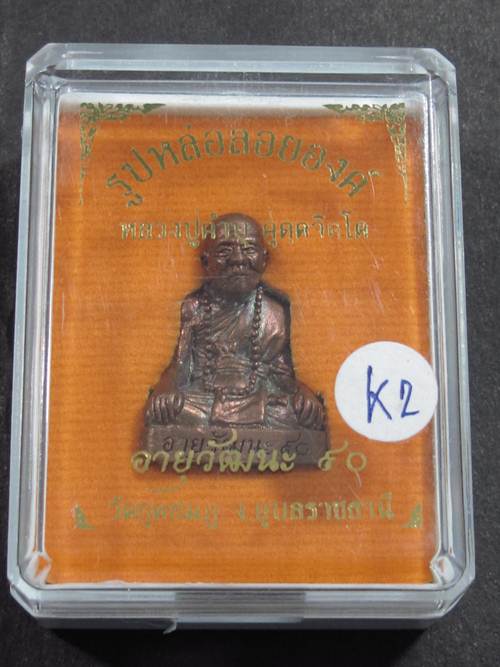 รูปหล่อลอยองค์
หลวงปู่คำบุ คุตตจิตโต
อายุวัฒนะ ๙๐
อายุวัฒนะ ๙๐
วัดกุดชมภู จ.อุบลราชธานี
K2